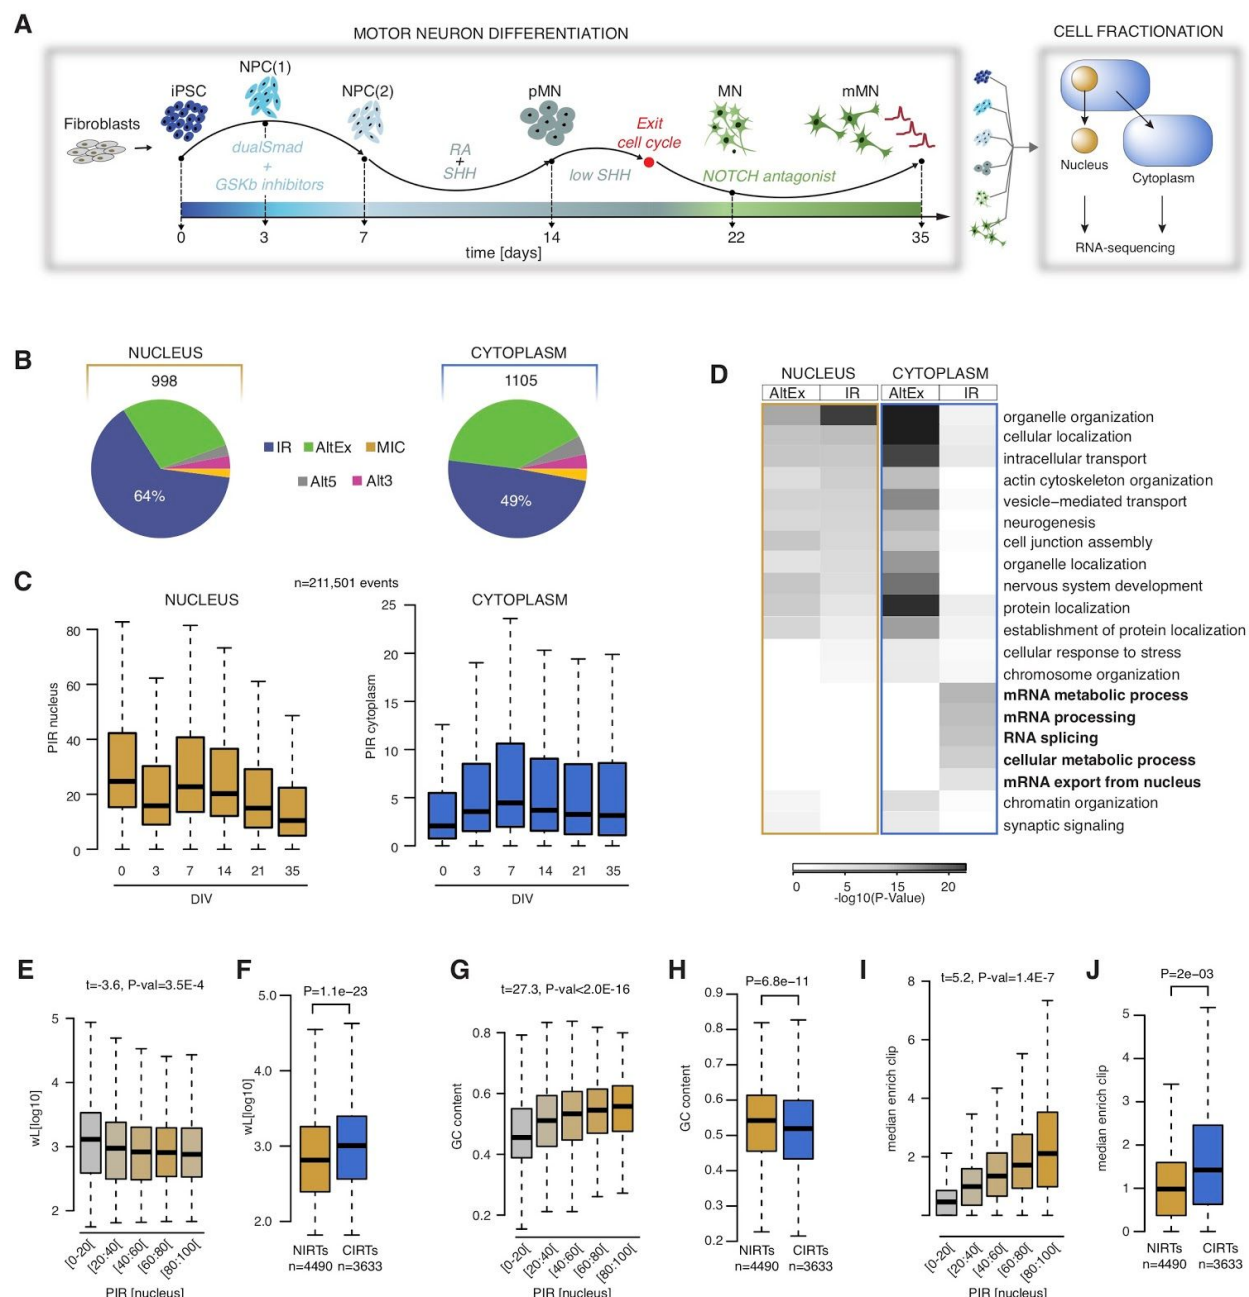 A
MOTOR NEURON DIFFERENTIATION
CELL FRACTIONATION
Fibroblasts
iPSC
NPC(1)
NPC(2)
pMN
MN
mMN
dualSmad
+
GSKb inhibitors
RA
+
SHH
low SHH
Exit
cell cycle
NOTCH antagonist
0 3 7 14 22 35
time [days]
Nucleus
Cytoplasm
RNA-sequencing
B
NUCLEUS
998
64%
IR AltEx MIC
Alt5 Alt3
CYTOPLASM
1105
49%
C
n=211,501 events
NUCLEUS
PIR nucleus
80
60
40
20
0
0 3 7 14 21 35
DIV
CYTOPLASM
PIR cytoplasm
25
20
15
10
5
0
0 3 7 14 21 35
DIV
D
NUCLEUS CYTOPLASM
AltEx IR AltEx IR
organelle organization
cellular localization
intracellular transport
actin cytoskeleton organization
vesicle−mediated transport
neurogenesis
cell junction assembly
organelle localization
nervous system development
protein localization
establishment of protein localization
cellular response to stress
chromosome organization
mRNA metabolic process
mRNA processing
RNA splicing
cellular metabolic process
mRNA export from nucleus
chromatin organization
synaptic signaling
0 5 15 20
-log10(P-Value)
E
t=-3.6, P-val=3.5E-4
wL[log10]
5
4
3
2
[0-20[ [20:40[ [40:60[ [60:80[ [80:100[
PIR [nucleus]
F
P=1.1e−23
wL[log10]
5.0
4.0
3.0
2.0
NIRTs CIRTs
n=4490 n=3633
G
t=27.3, P-val<2.0E-16
GC content
0.8
0.6
0.4
0.2
[0-20[ [20:40[ [40:60[ [60:80[ [80:100[
PIR [nucleus]
H
P=6.8e−11
GC content
0.9
0.8
0.7
0.6
0.5
0.4
0.3
0.2
NIRTs CIRTs
n=4490 n=3633
I
t=5.2, P-val=1.4E-7
median enrich clip
8
6
4
2
[0-20[ [20:40[ [40:60[ [60:80[ [80:100[
PIR [nucleus]
J
P=2e−03
median enrich clip
5
4
3
2
1
0
NIRTs CIRTs
n=4490 n=3633